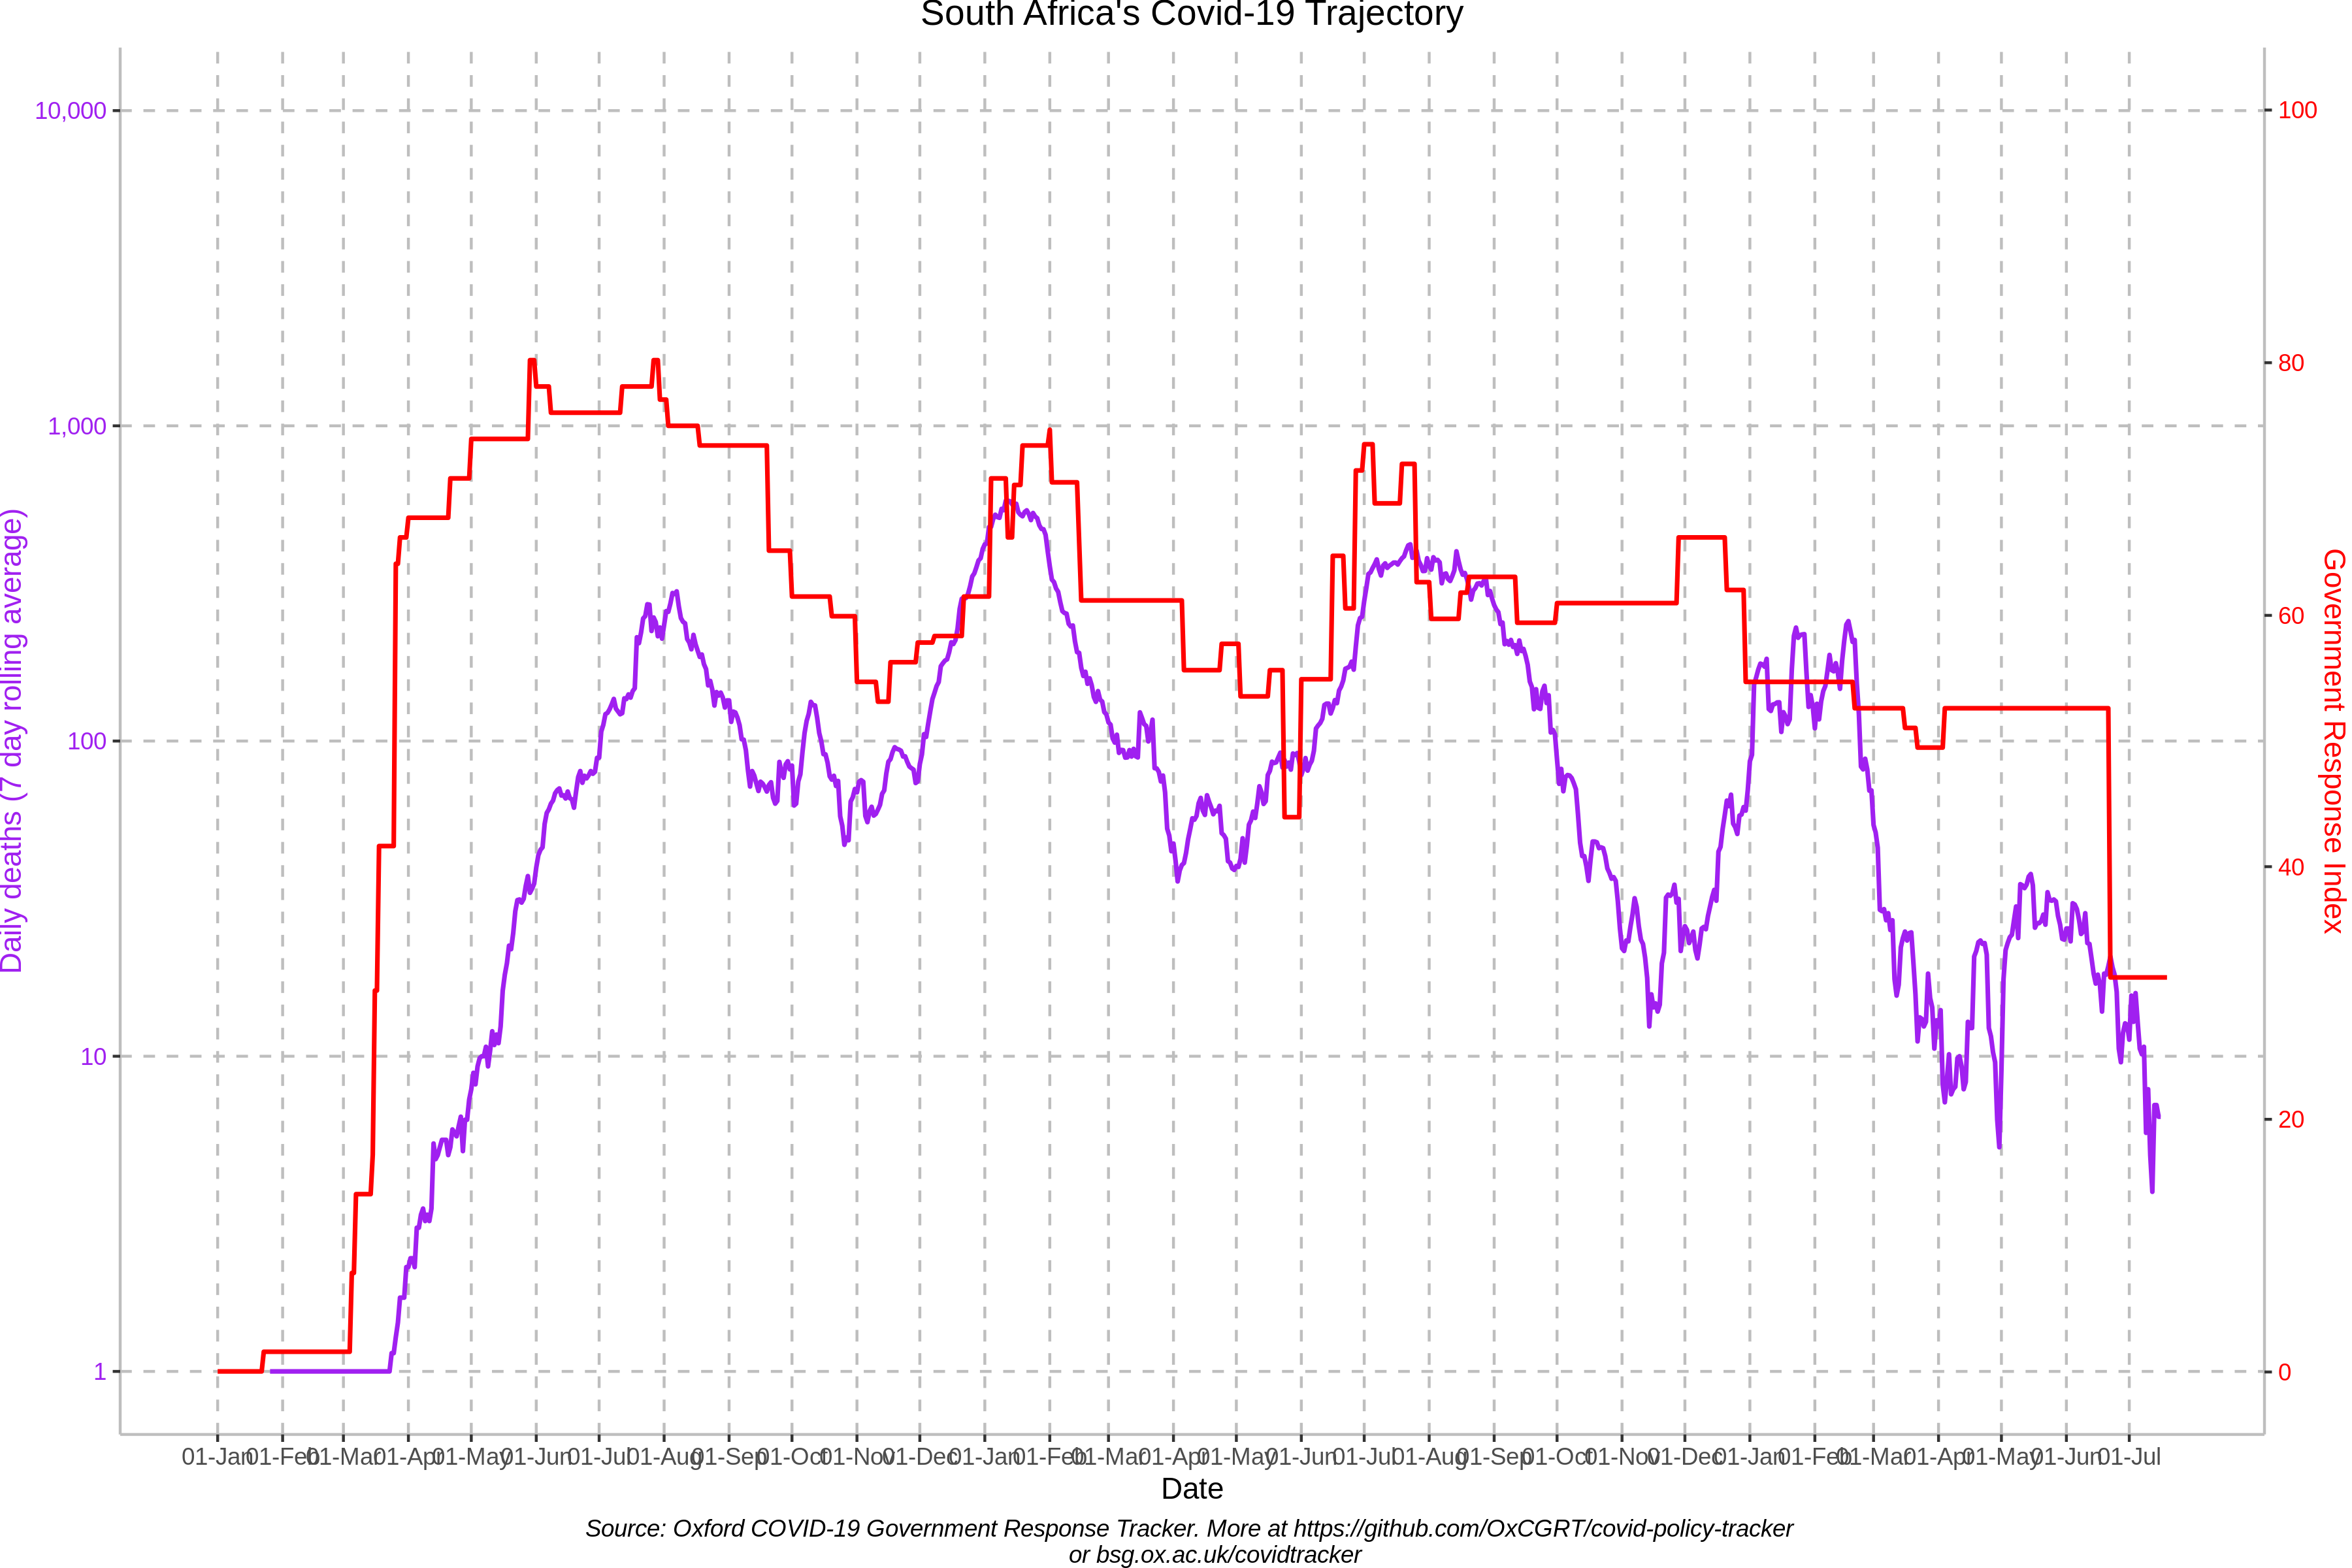 South Africa's Covid-19 Trajectory
10,000
1,000
100
10
1
Daily deaths (7 day rolling average)
100
80
60
40
20
0
Government Response Index
01-Jan 01-Feb 01-Mar 01-Apr 01-May 01-Jun 01-Jul 01-Aug 01-Sep 01-Oct 01-Nov 01-Dec 01-Jan 01-Feb 01-Mar 01-Apr 01-May 01-Jun 01-Jul 01-Aug 01-Sep 01-Oct 01-Nov 01-Dec 01-Jan 01-Feb 01-Mar 01-Apr 01-May 01-Jun 01-Jul
Date
Source: Oxford COVID-19 Government Response Tracker. More at https://github.com/OxCGRT/covid-policy-tracker
or bsg.ox.ac.uk/covidtracker